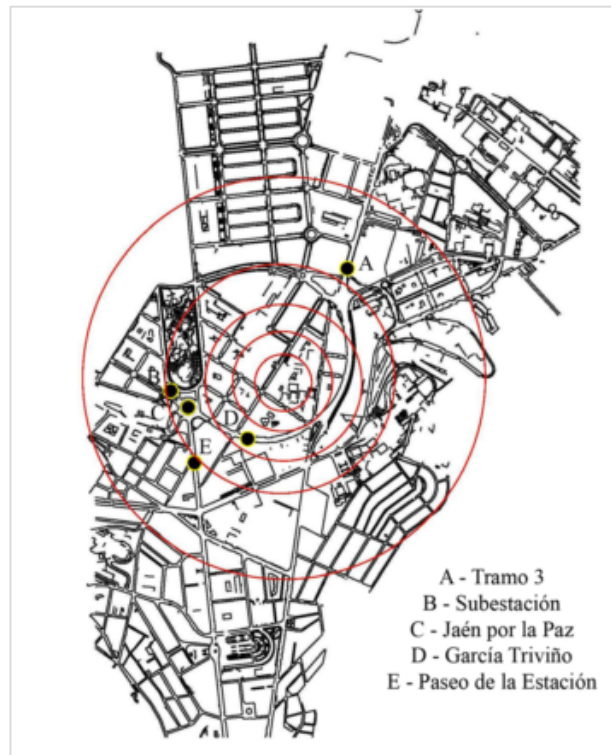 A
B
C
D
E
A - Tramo 3
B - Subestación
C - Jaén por la Paz
D - García Triviño
E - Paseo de la Estación